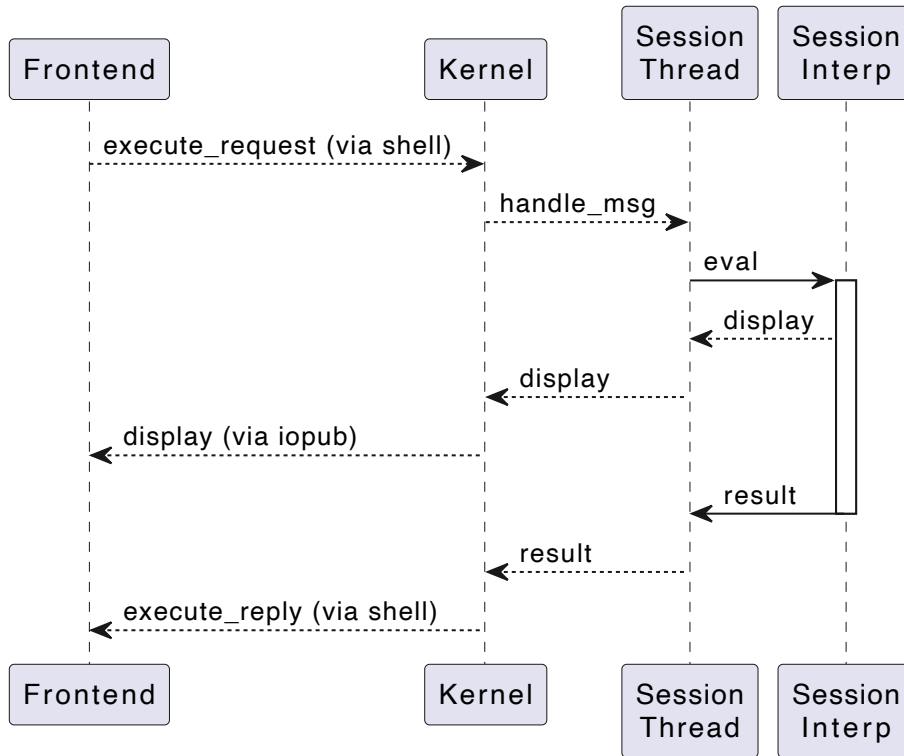 Frontend
Kernel
Session
Thread
Session
Interp
execute_request (via shell)
handle_msg
eval
display
display
display (via iopub)
result
result
execute_reply (via shell)
Frontend
Kernel
Session
Thread
Session
Interp